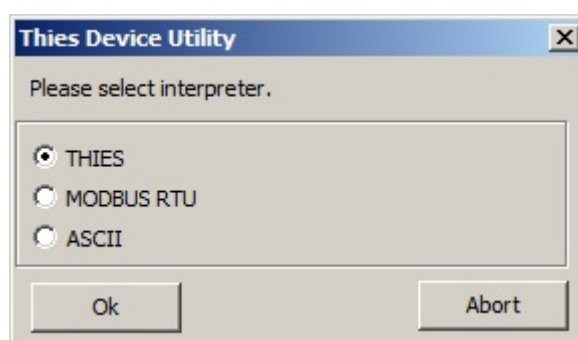 Thies Device Utility
Please select interpreter.
THIES
MODBUS RTU
ASCII
Ok
Abort